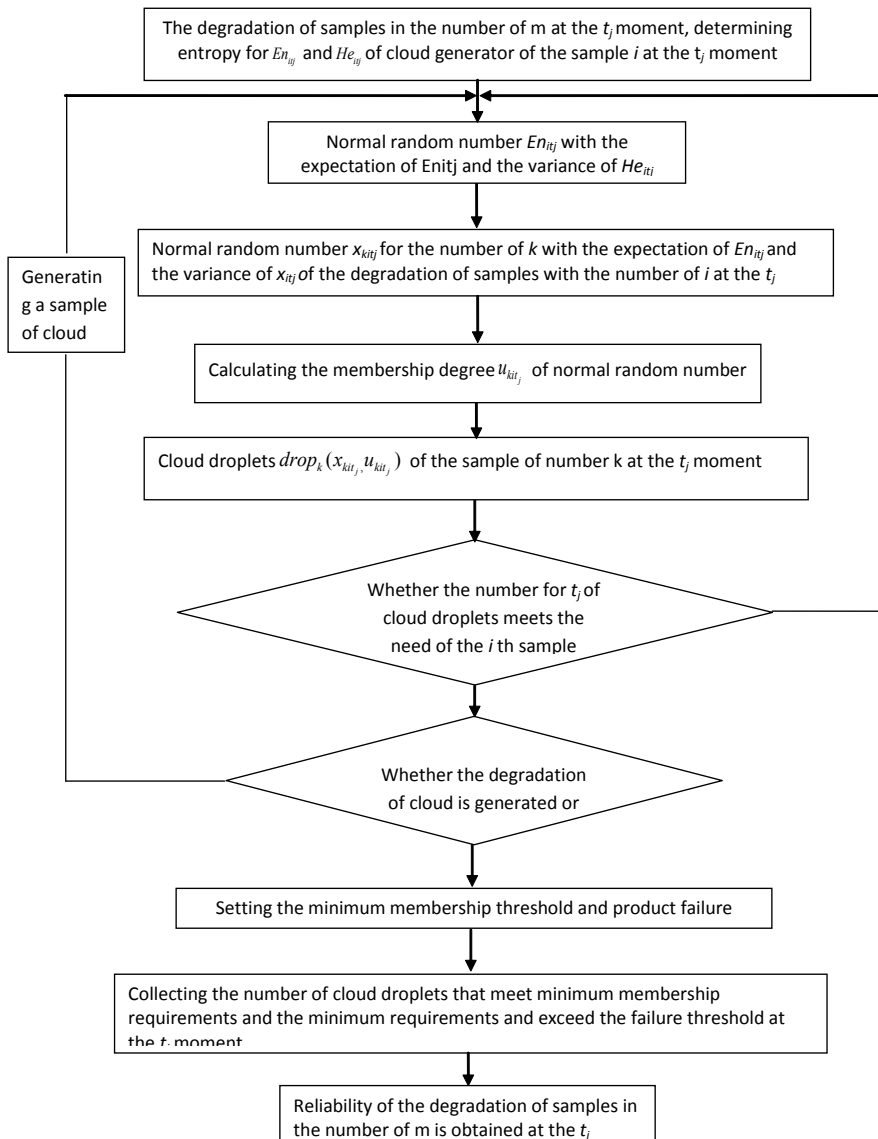 The degradation of samples in the number of m at the tj moment, determining
entropy for Enitj and Heitj of cloud generator of the sample i at the tj moment
Normal random number Enitj with the
expectation of Enitj and the variance of Heitj
Normal random number xkitj for the number of k with the expectation of Enitj and
the variance of xitj of the degradation of samples with the number of i at the tj
Generatin
g a sample
of cloud
Calculating the membership degree ukitj of normal random number
Cloud droplets dropk(xkitj,ukitj) of the sample of number k at the tj moment
Whether the number for tj of
cloud droplets meets the
need of the i th sample
Whether the degradation
of cloud is generated or
Setting the minimum membership threshold and product failure
Collecting the number of cloud droplets that meet minimum membership
requirements and the minimum requirements and exceed the failure threshold at
the tj moment
Reliability of the degradation of samples in
the number of m is obtained at the tj